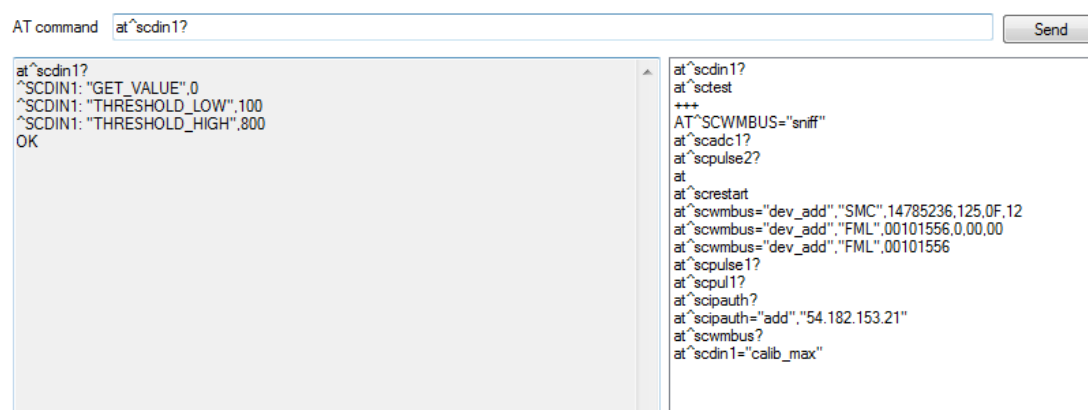 AT command at^scdin1? Send
at^scdin1?
^SCDIN1: "GET_VALUE",0
^SCDIN1: "THRESHOLD_LOW",100
^SCDIN1: "THRESHOLD_HIGH",800
OK
at^scdin1?
at^sctest
+++
AT^SCWMBUS="sniff"
at^scadc1?
at^scpulse2?
at
at^screstart
at^scwmbus="dev_add","SMC",14785236,125,0F,12
at^scwmbus="dev_add","FML",00101556,0,00,00
at^scwmbus="dev_add","FML",00101556
at^scpulse1?
at^scpul1?
at^scipauth?
at^scipauth="add","54.182.153.21"
at^scwmbus?
at^scdin1="calib_max"